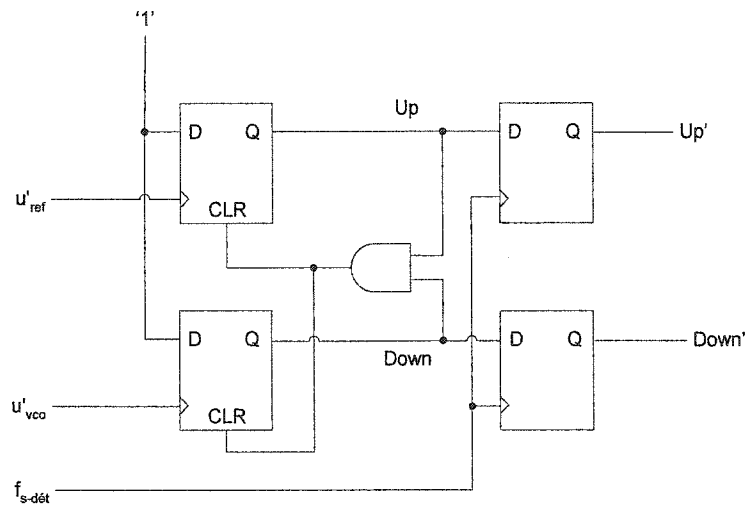 '1'
Up
D Q
D Q
Up'
u'ref
CLR
D Q
Down
D Q
Down'
u'vco
CLR
fs-dét